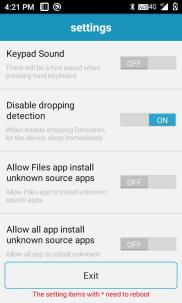 4:21 PM
4G
settings
Keypad Sound
There will be a hint sound when
pressing hard keyboard
OFF
Disable dropping
detection
When enable dropping Detection,
let the device sleep immediately
ON
Allow Files app install
unknown source apps
Allow Files app to install unknown
source apps
OFF
Allow all app install
unknown source apps
Allow all app to install unknown
OFF
Exit
The setting items with * need to reboot